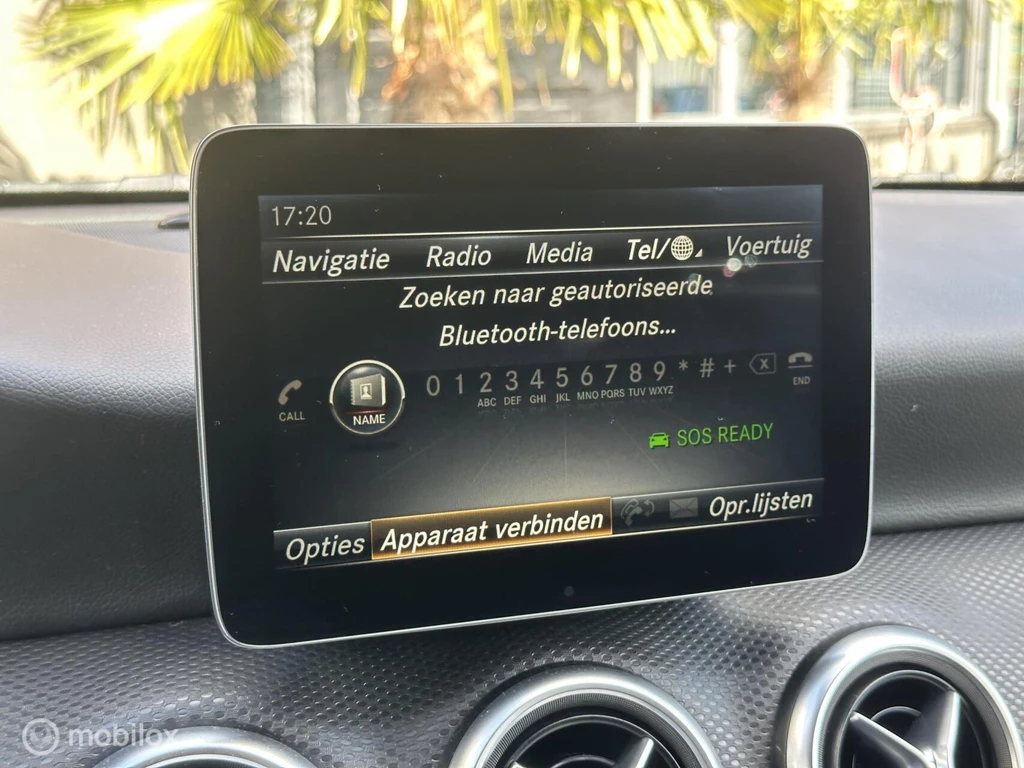 17:20
Navigatie Radio Media Tel/ Voertuig
Zoeken naar geautoriseerde
Bluetooth-telefoons...
0 1 2 3 4 5 6 7 8 9 * # +
CALL NAME ABC DEF GHI JKL MNO PQRS TUV WXYZ END
SOS READY
Opties Apparaat verbinden Opr.lijsten
mobilox